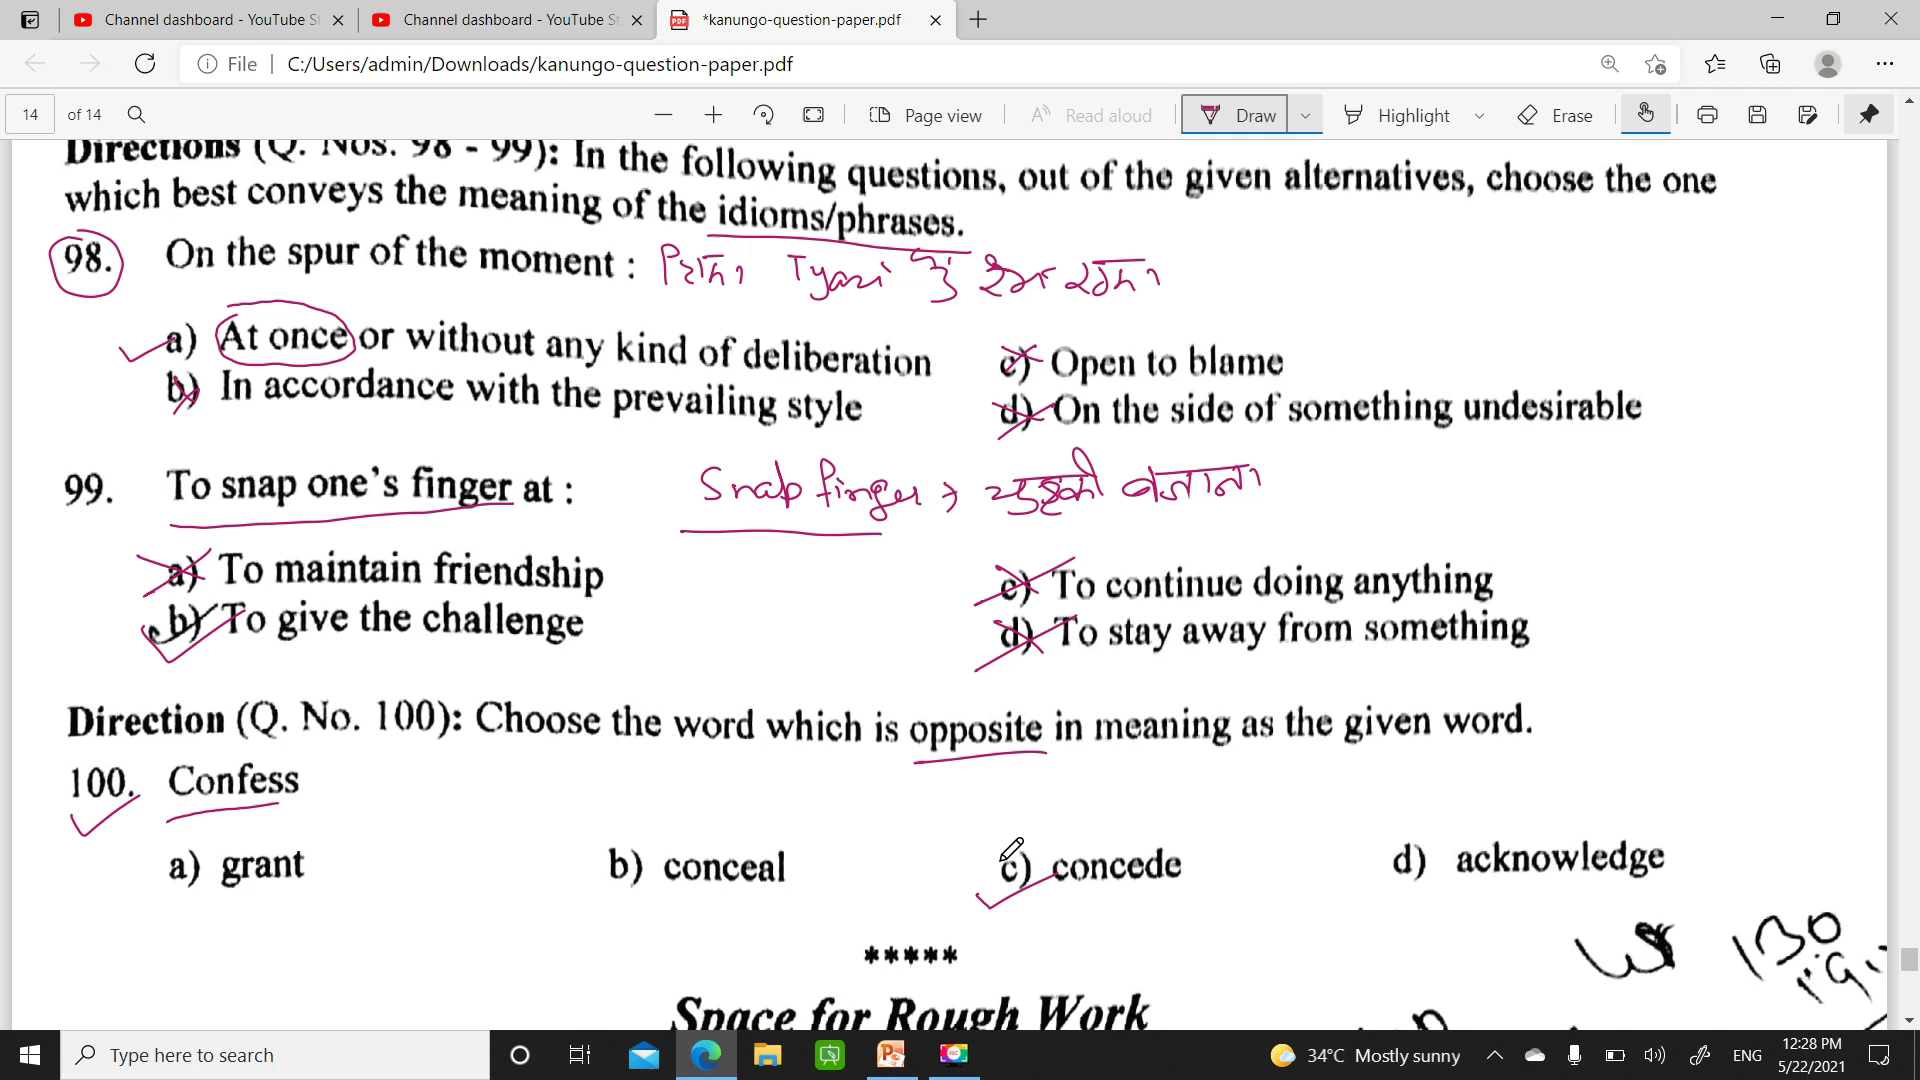 Channel dashboard - YouTube St
Channel dashboard - YouTube St
*kanungo-question-paper.pdf
File
C:/Users/admin/Downloads/kanungo-question-paper.pdf
14 of 14
Page view
Read aloud
Draw
Highlight
Erase
Directions (Q. Nos. 98 - 99): In the following questions, out of the given alternatives, choose the one
which best conveys the meaning of the idioms/phrases.
98. On the spur of the moment : बिना
a) At once or without any kind of deliberation
c) Open to blame
b) In accordance with the prevailing style
d) On the side of something undesirable
99. To snap one's finger at : Snap finger → चुटकी बजाना
a) To maintain friendship
c) To continue doing anything
b) To give the challenge
d) To stay away from something
Direction (Q. No. 100): Choose the word which is opposite in meaning as the given word.
100. Confess
a) grant b) conceal c) concede d) acknowledge
*****
130
Space for Rough Work
Type here to search
34°C Mostly sunny
ENG
12:28 PM
5/22/2021